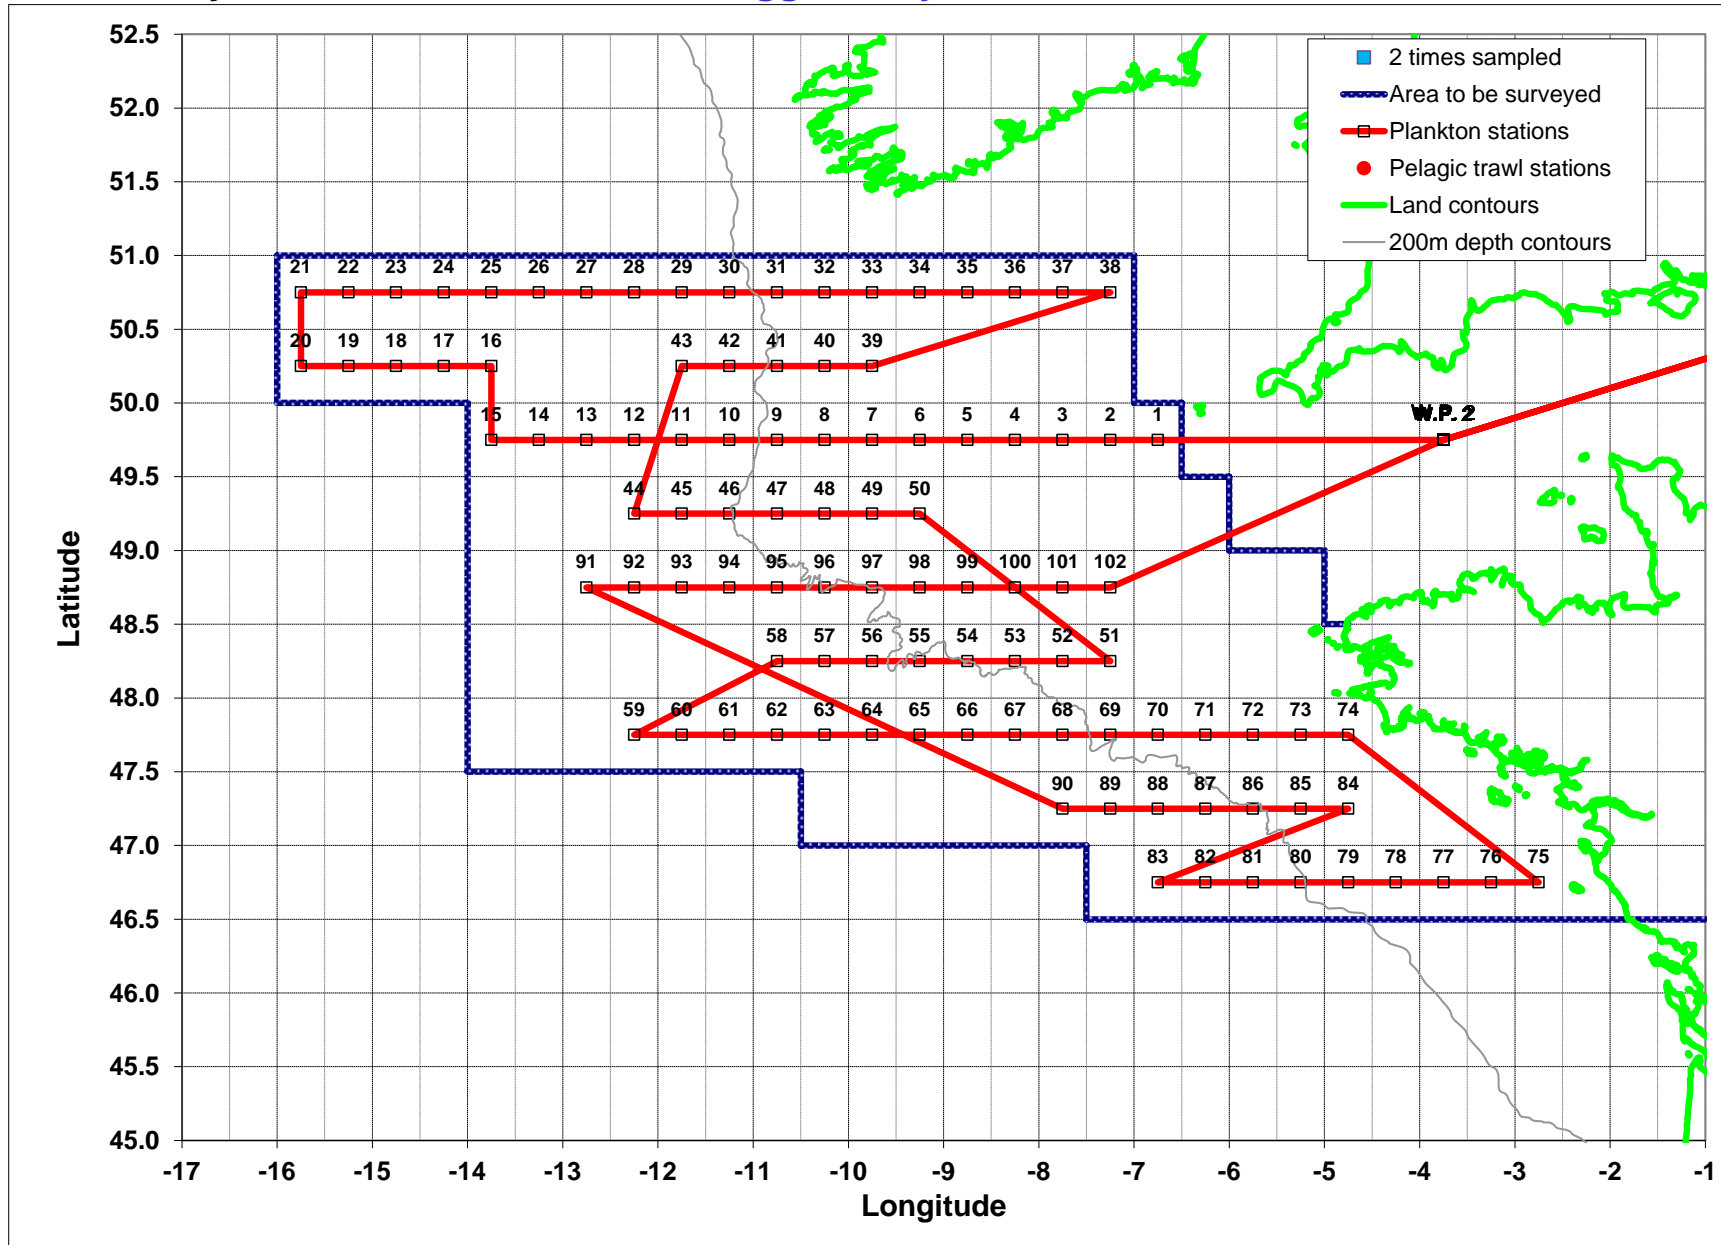 52.5
2 times sampled
52.0
Area to be surveyed
Plankton stations
51.5
Pelagic trawl stations
Land contours
51.0
200m depth contours
21 22 23 24 25 26 27 28 29 30 31 32 33 34 35 36 37 38
50.5
20 19 18 17 16 43 42 41 40 39
50.0
15 14 13 12 11 10 9 8 7 6 5 4 3 2 1 W.P. 2
49.5
44 45 46 47 48 49 50
49.0
91 92 93 94 95 96 97 98 99 100 101 102
48.5
58 57 56 55 54 53 52 51
48.0
59 60 61 62 63 64 65 66 67 68 69 70 71 72 73 74
47.5
90 89 88 87 86 85 84
47.0
83 82 81 80 79 78 77 76 75
46.5
46.0
45.5
45.0
-17 -16 -15 -14 -13 -12 -11 -10 -9 -8 -7 -6 -5 -4 -3 -2 -1
Longitude
Latitude